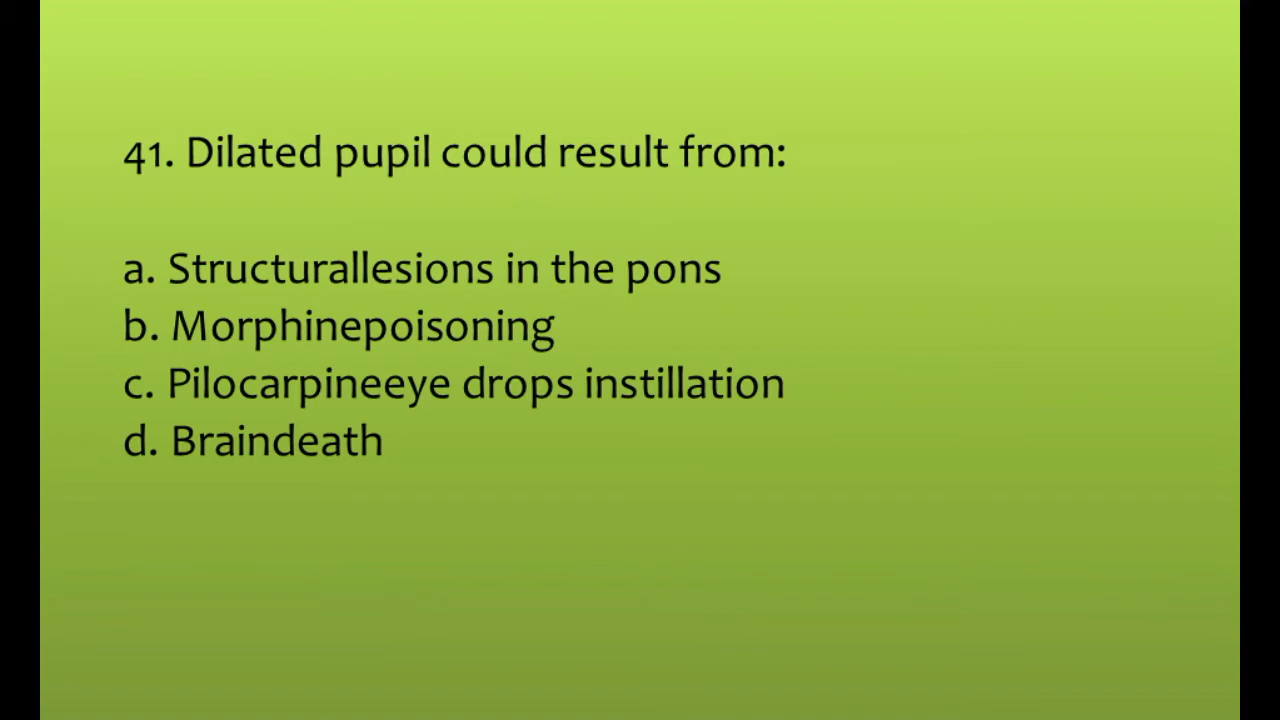 41. Dilated pupil could result from:
a. Structurallesions in the pons
b. Morphinepoisoning
c. Pilocarpineeye drops instillation
d. Braindeath